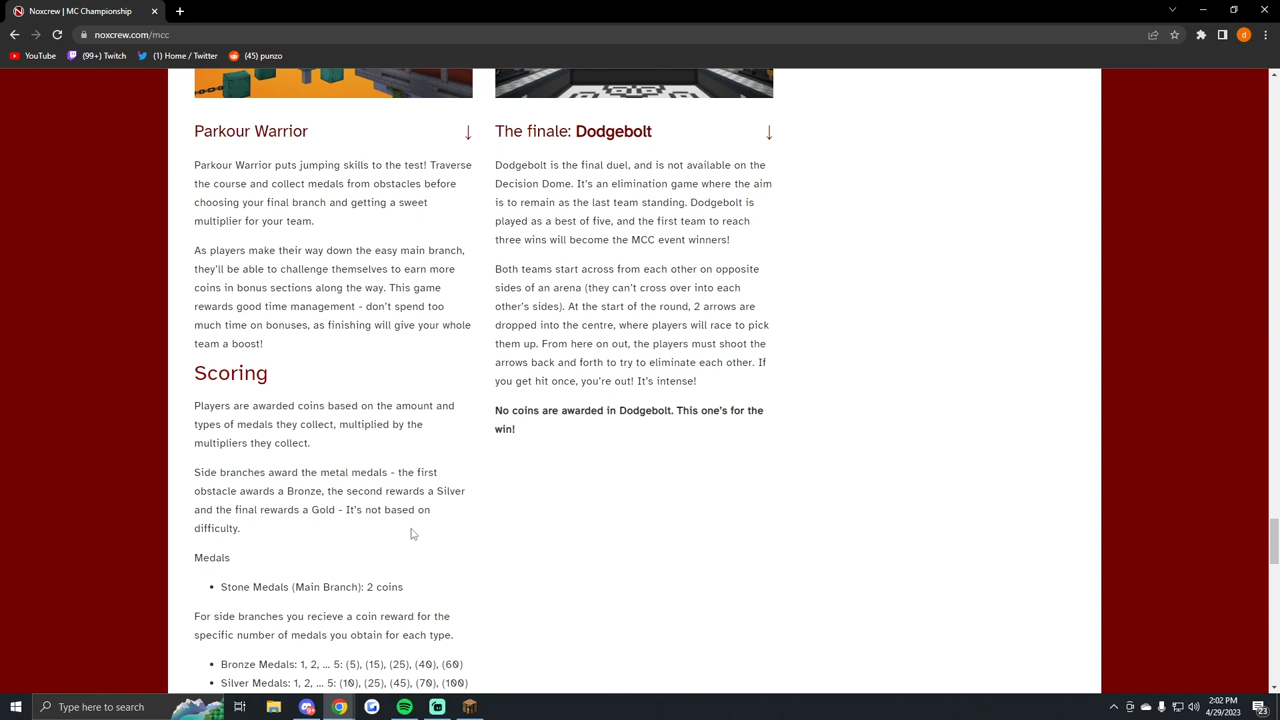 Noxcrew | MC Championship
noxcrew.com/mcc
YouTube
(99+) Twitch
(1) Home / Twitter
(45) punzo
d
Parkour Warrior ↓
Parkour Warrior puts jumping skills to the test! Traverse
the course and collect medals from obstacles before
choosing your final branch and getting a sweet
multiplier for your team.
As players make their way down the easy main branch,
they'll be able to challenge themselves to earn more
coins in bonus sections along the way. This game
rewards good time management - don't spend too
much time on bonuses, as finishing will give your whole
team a boost!
Scoring
Players are awarded coins based on the amount and
types of medals they collect, multiplied by the
multipliers they collect.
Side branches award the metal medals - the first
obstacle awards a Bronze, the second rewards a Silver
and the final rewards a Gold - It's not based on
difficulty.
Medals
• Stone Medals (Main Branch): 2 coins
For side branches you recieve a coin reward for the
specific number of medals you obtain for each type.
• Bronze Medals: 1, 2, ... 5: (5), (15), (25), (40), (60)
• Silver Medals: 1, 2, ... 5: (10), (25), (45), (70), (100)
The finale: Dodgebolt ↓
Dodgebolt is the final duel, and is not available on the
Decision Dome. It's an elimination game where the aim
is to remain as the last team standing. Dodgebolt is
played as a best of five, and the first team to reach
three wins will become the MCC event winners!
Both teams start across from each other on opposite
sides of an arena (they can't cross over into each
other's sides). At the start of the round, 2 arrows are
dropped into the centre, where players will race to pick
them up. From here on out, the players must shoot the
arrows back and forth to try to eliminate each other. If
you get hit once, you're out! It's intense!
No coins are awarded in Dodgebolt. This one's for the
win!
Type here to search
2:02 PM
4/29/2023
23